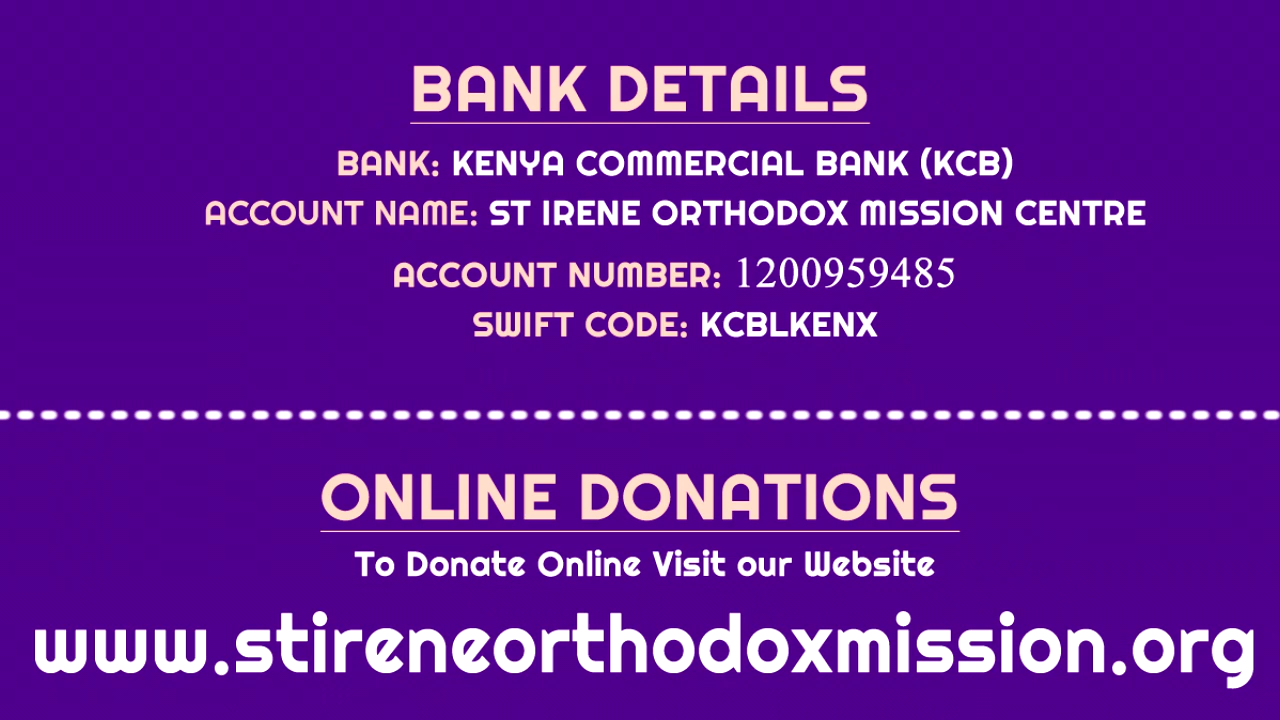 BANK DETAILS
BANK: KENYA COMMERCIAL BANK (KCB)
ACCOUNT NAME: ST IRENE ORTHODOX MISSION CENTRE
ACCOUNT NUMBER: 1200959485
SWIFT CODE: KCBLKENX
ONLINE DONATIONS
To Donate Online Visit our Website
www.stireneorthodoxmission.org